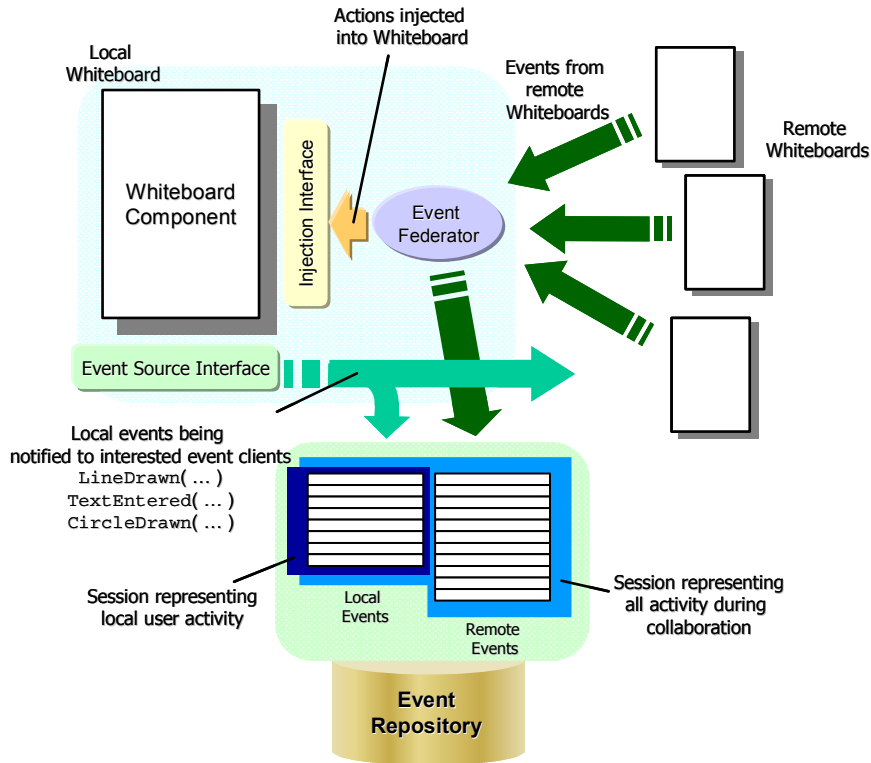 Actions injected
into Whiteboard
Local
Whiteboard
Events from
remote
Whiteboards
Remote
Whiteboards
Whiteboard
Component
Injection Interface
Event
Federator
Event Source Interface
Local events being
notified to interested event clients
LineDrawn(…)
TextEntered(…)
CircleDrawn(…)
Session representing
local user activity
Local
Events
Remote
Events
Session representing
all activity during
collaboration
Event
Repository